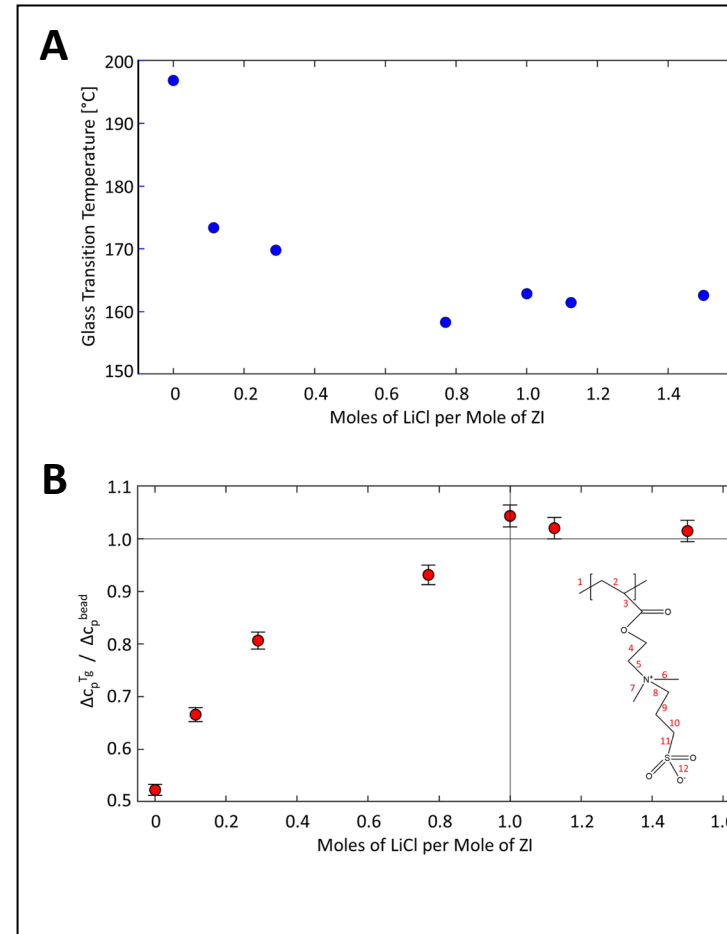 A
Glass Transition Temperature [°C]
200
190
180
170
160
150
0 0.2 0.4 0.6 0.8 1.0 1.2 1.4
Moles of LiCl per Mole of ZI
B
Δcₚᵀg / Δcₚᵇᵉᵃᵈ
1.1
1.0
0.9
0.8
0.7
0.6
0.5
1 2
3
O
O
4
5
N⁺ 6
7
8
9
10
11
S O
O 12
O⁻
0 0.2 0.4 0.6 0.8 1.0 1.2 1.4 1.6
Moles of LiCl per Mole of ZI